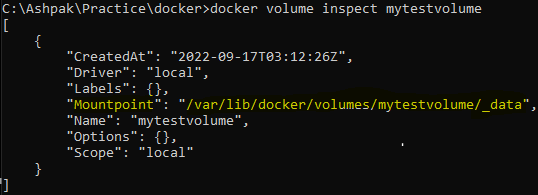 C:\Ashpak\Practice\docker>docker volume inspect mytestvolume
[
    {
        "CreatedAt": "2022-09-17T03:12:26Z",
        "Driver": "local",
        "Labels": {},
        "Mountpoint": "/var/lib/docker/volumes/mytestvolume/_data",
        "Name": "mytestvolume",
        "Options": {},
        "Scope": "local"
    }
]